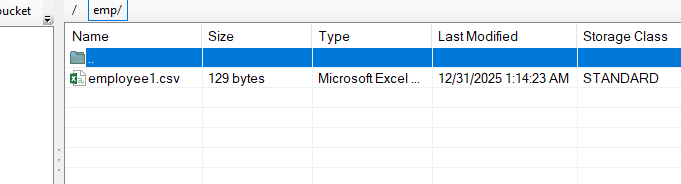 bucket / emp/
Name Size Type Last Modified Storage Class
..
employee1.csv 129 bytes Microsoft Excel ... 12/31/2025 1:14:23 AM STANDARD